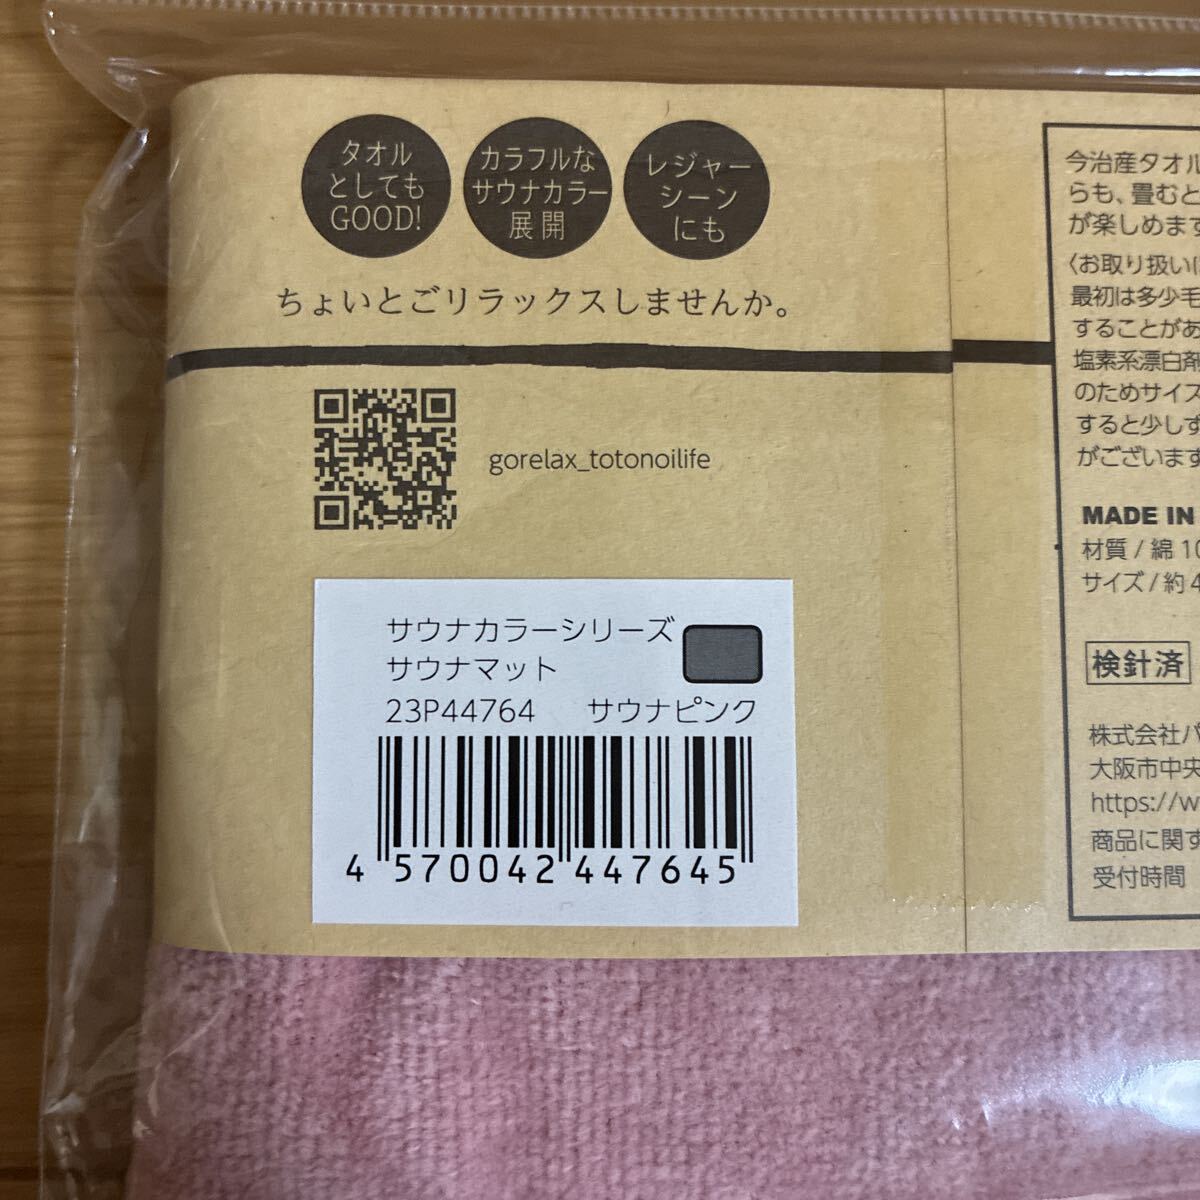 タオル
としても
GOOD!
カラフルな
サウナカラー
展開
レジャー
シーン
にも
ちょいとごリラックスしませんか。
gorelax_totonoilife
サウナカラーシリーズ
サウナマット
23P44764 サウナピンク
4 570042 447645
今治産タオル
らも、畳むと
が楽しめます
〈お取り扱いに
最初は多少毛
することがあ
塩素系漂白剤
のためサイズ
すると少しず
がございます
MADE IN
材質 / 綿 10
サイズ / 約 4
検針済
株式会社パ
大阪市中央
https://w
商品に関す
受付時間